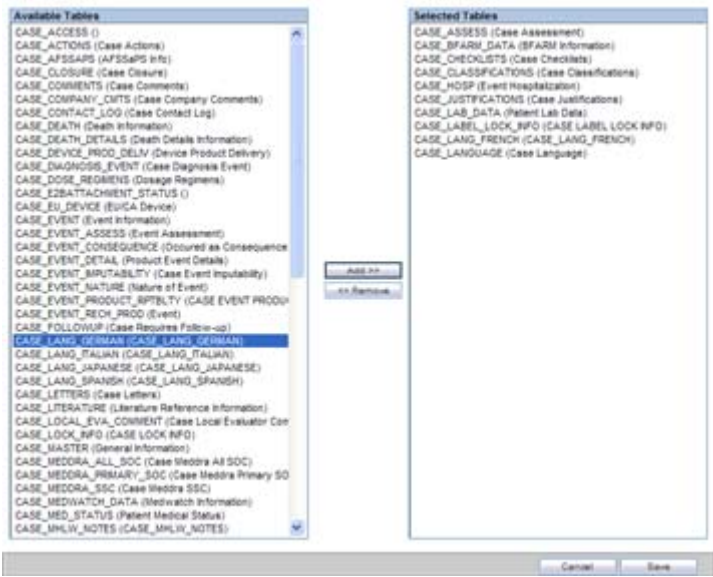 Available Tables
CASE_ACCESS ()
CASE_ACTIONS (Case Actions)
CASE_AFSSAPS (AFSSaPS Info)
CASE_CLOSURE (Case Closure)
CASE_COMMENTS (Case Comments)
CASE_COMPANY_CMTS (Case Company Comments)
CASE_CONTACT_LOG (Case Contact Log)
CASE_DEATH (Death Information)
CASE_DEATH_DETAILS (Death Details Information)
CASE_DEVICE_PROD_DELIV (Device Product Delivery)
CASE_DIAGNOSIS_EVENT (Case Diagnosis Event)
CASE_DOSE_REGIMENS (Dosage Regimens)
CASE_E2BATTACHMENT_STATUS ()
CASE_EU_DEVICE (EU/CA Device)
CASE_EVENT (Event Information)
CASE_EVENT_ASSESS (Event Assessment)
CASE_EVENT_CONSEQUENCE (Occured as Consequence
CASE_EVENT_DETAIL (Product Event Details)
CASE_EVENT_IMPUTABILITY (Case Event Inputability)
CASE_EVENT_NATURE (Nature of Event)
CASE_EVENT_PRODUCT_RPTBLTY (CASE EVENT PRODU
CASE_EVENT_RECH_PROD (Event)
CASE_FOLLOWUP (Case Requires Follow-up)
CASE_LANG_GERMAN (CASE_LANG_GERMAN)
CASE_LANG_ITALIAN (CASE_LANG_ITALIAN)
CASE_LANG_JAPANESE (CASE_LANG_JAPANESE)
CASE_LANG_SPANISH (CASE_LANG_SPANISH)
CASE_LETTERS (Case Letters)
CASE_LITERATURE (Literature Reference Information)
CASE_LOCAL_EVA_COMMENT (Case Local Evaluator Com
CASE_LOCK_INFO (CASE LOCK INFO)
CASE_MASTER (General Information)
CASE_MEDDRA_ALL_SOC (Case Meddra All SOC)
CASE_MEDDRA_PRIMARY_SOC (Case Meddra Primary SO
CASE_MEDDRA_SSC (Case Meddra SSC)
CASE_MEDWATCH_DATA (Medwatch Information)
CASE_MED_STATUS (Patient Medical Status)
CASE_MHLW_NOTES (CASE_MHLW_NOTES)
Add >>
<< Remove
Selected Tables
CASE_ASSESS (Case Assessment)
CASE_BFARM_DATA (BFARM Information)
CASE_CHECKLISTS (Case Checklists)
CASE_CLASSIFICATIONS (Case Classifications)
CASE_HOSP (Event Hospitalization)
CASE_JUSTIFICATIONS (Case Justifications)
CASE_LAB_DATA (Patient Lab Data)
CASE_LABEL_LOCK_INFO (CASE LABEL LOCK INFO)
CASE_LANG_FRENCH (CASE_LANG_FRENCH)
CASE_LANGUAGE (Case Language)
Cancel
Save